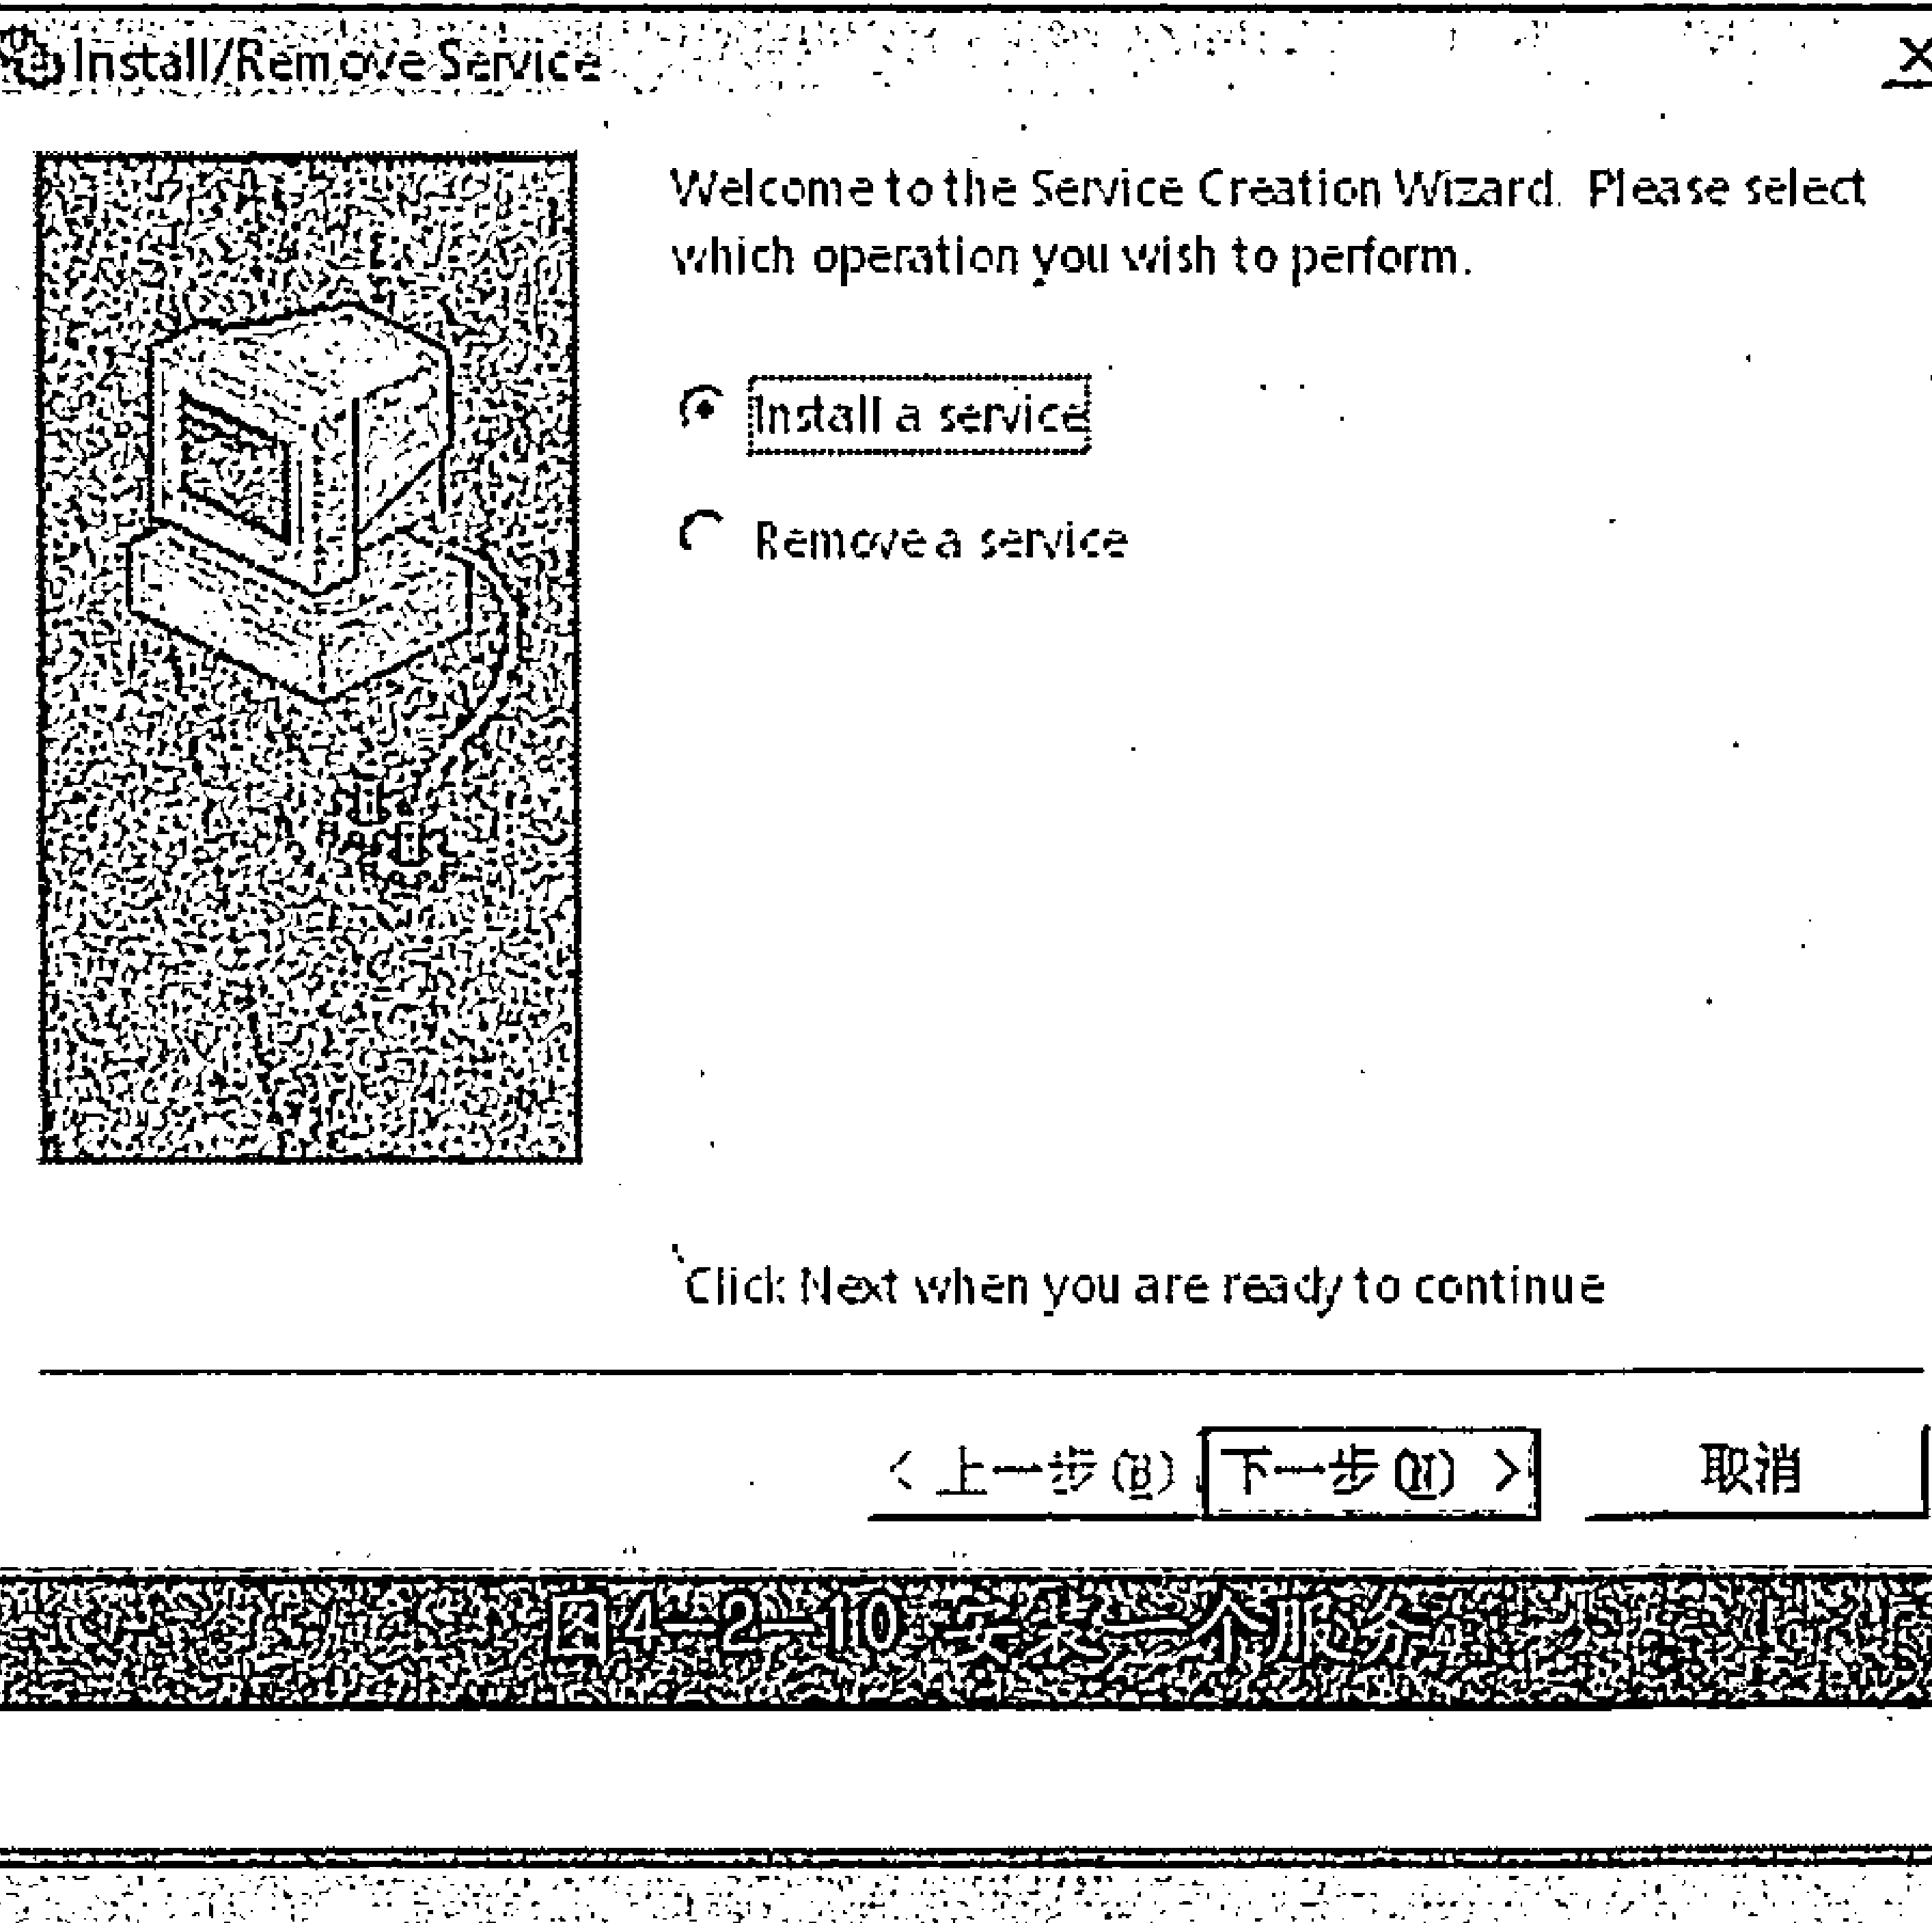 Install/Remove Service
Welcome to the Service Creation Wizard. Please select
which operation you wish to perform.
Install a service
Remove a service
Click Next when you are ready to continue
< 上一步(B) 下一步(N) > 取消
图4-2-10 安装一个服务